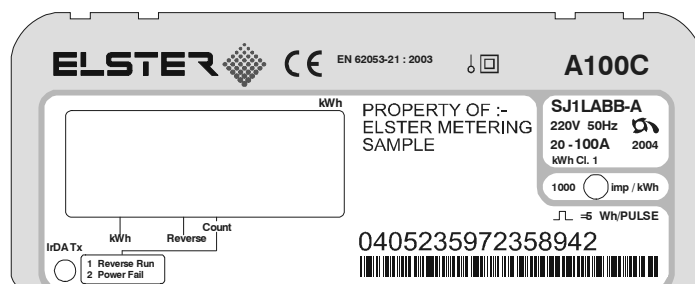 ELSTER CE EN 62053-21 : 2003 A100C
kWh
PROPERTY OF :-
ELSTER METERING
SAMPLE
SJ1LABB-A
220V 50Hz
20 -100A 2004
kWh Cl. 1
1000 imp / kWh
=5 Wh/PULSE
kWh Reverse Count
IrDA Tx
1 Reverse Run
2 Power Fail
0405235972358942